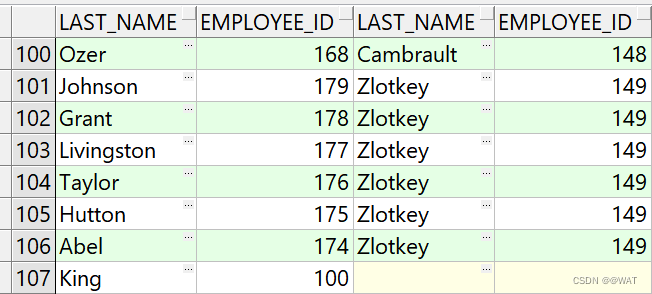 LAST_NAME EMPLOYEE_ID LAST_NAME EMPLOYEE_ID
100 Ozer ... 168 Cambrault ... 148
101 Johnson ... 179 Zlotkey ... 149
102 Grant ... 178 Zlotkey ... 149
103 Livingston ... 177 Zlotkey ... 149
104 Taylor ... 176 Zlotkey ... 149
105 Hutton ... 175 Zlotkey ... 149
106 Abel ... 174 Zlotkey ... 149
107 King ... 100 ...
CSDN @@WAT